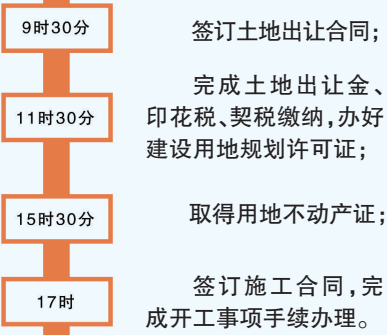 9时30分
签订土地出让合同;
11时30分
完成土地出让金、
印花税、契税缴纳,办好
建设用地规划许可证;
15时30分
取得用地不动产证;
17时
签订施工合同,完
成开工事项手续办理。